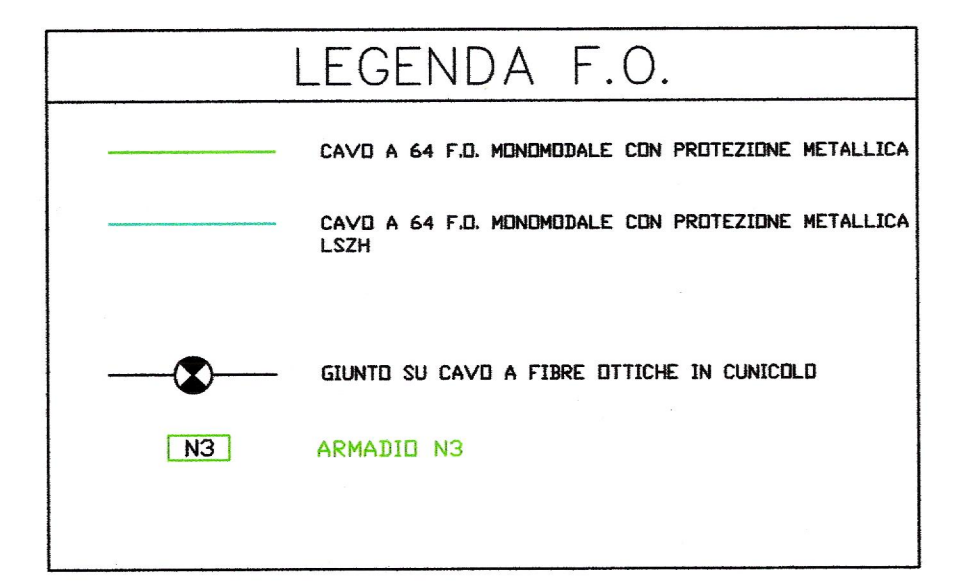 LEGENDA F.O.
CAVO A 64 F.O. MONOMODALE CON PROTEZIONE METALLICA
CAVO A 64 F.O. MONOMODALE CON PROTEZIONE METALLICA
LSZH
GIUNTO SU CAVO A FIBRE OTTICHE IN CUNICOLO
N3 ARMADIO N3